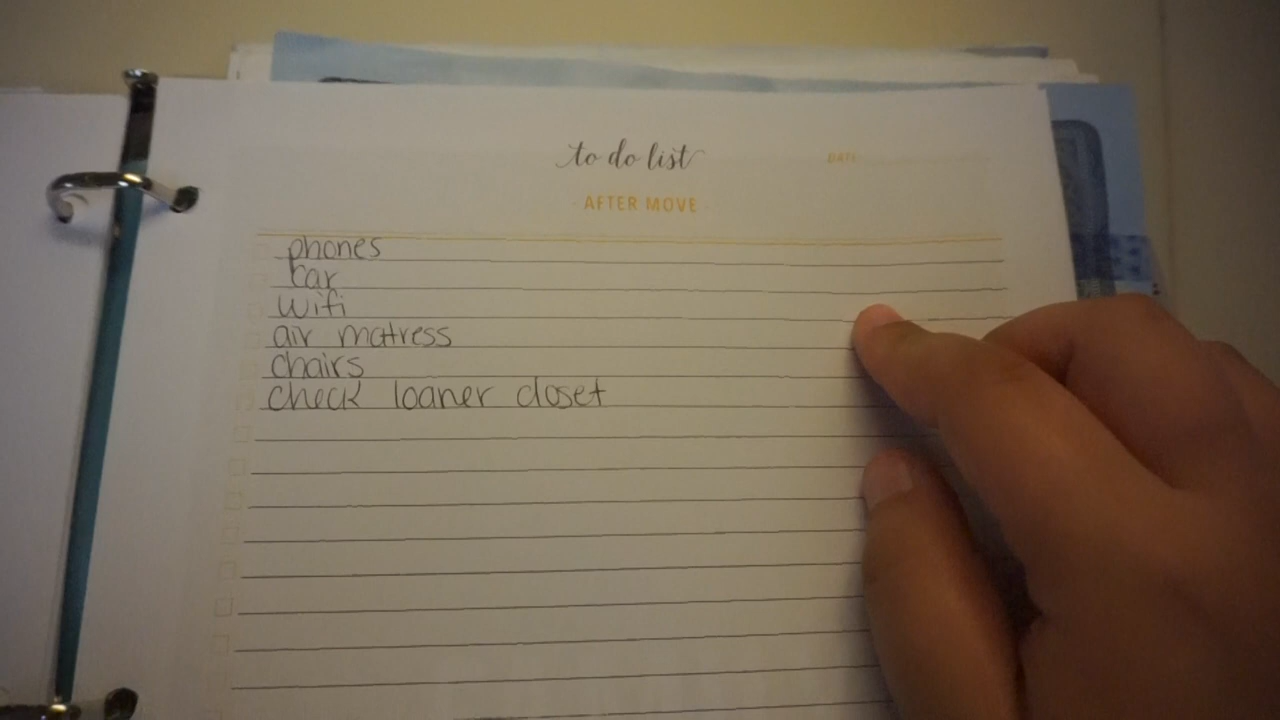 to do list
DATE
- AFTER MOVE -
phones
car
wifi
air matress
chairs
check loaner closet